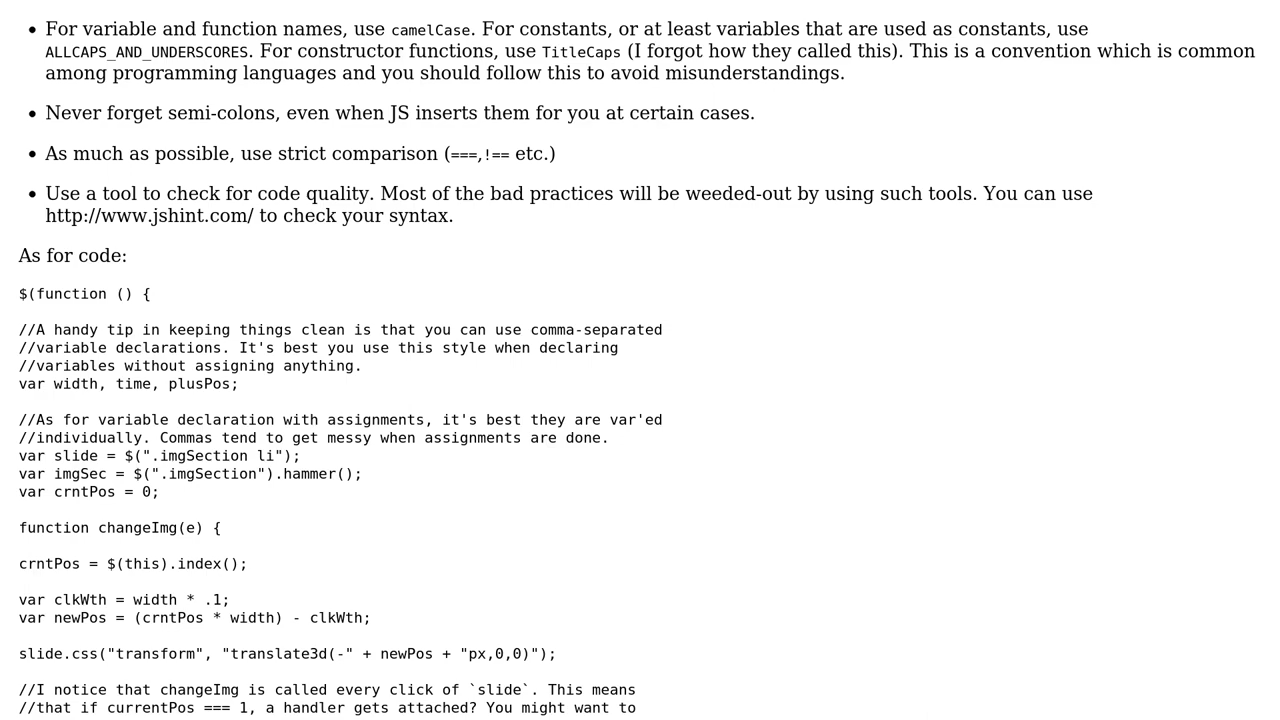 • For variable and function names, use camelCase. For constants, or at least variables that are used as constants, use
ALLCAPS_AND_UNDERSCORES. For constructor functions, use TitleCaps (I forgot how they called this). This is a convention which is common
among programming languages and you should follow this to avoid misunderstandings.
• Never forget semi-colons, even when JS inserts them for you at certain cases.
• As much as possible, use strict comparison (===,!== etc.)
• Use a tool to check for code quality. Most of the bad practices will be weeded-out by using such tools. You can use
http://www.jshint.com/ to check your syntax.
As for code:
$(function () {
//A handy tip in keeping things clean is that you can use comma-separated
//variable declarations. It's best you use this style when declaring
//variables without assigning anything.
var width, time, plusPos;
//As for variable declaration with assignments, it's best they are var'ed
//individually. Commas tend to get messy when assignments are done.
var slide = $(".imgSection li");
var imgSec = $(".imgSection").hammer();
var crntPos = 0;
function changeImg(e) {
crntPos = $(this).index();
var clkWth = width * .1;
var newPos = (crntPos * width) - clkWth;
slide.css("transform", "translate3d(-" + newPos + "px,0,0)");
//I notice that changeImg is called every click of `slide`. This means
//that if currentPos === 1, a handler gets attached? You might want to